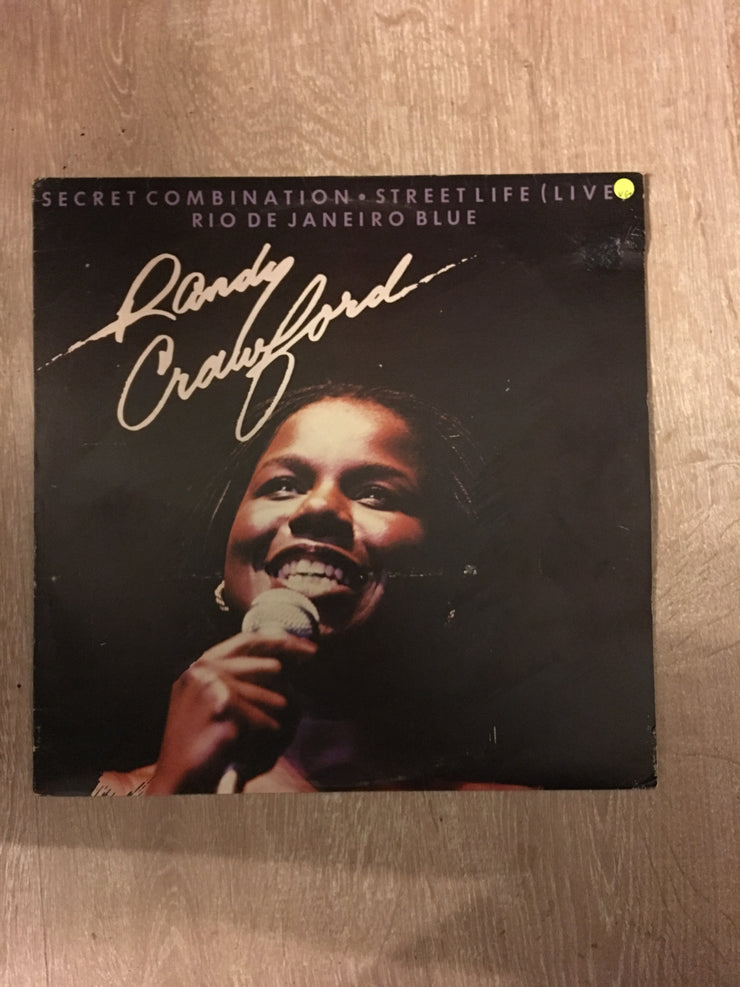 SECRET COMBINATION • STREET LIFE (LIVE)
RIO DE JANEIRO BLUE
Randy
Crawford